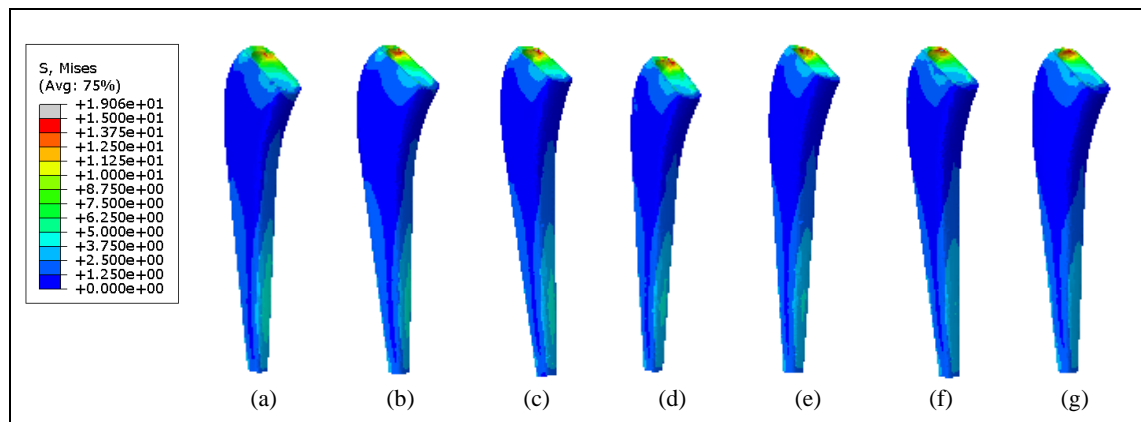 S, Mises
(Avg: 75%)
+1.906e+01
+1.500e+01
+1.375e+01
+1.250e+01
+1.125e+01
+1.000e+01
+8.750e+00
+7.500e+00
+6.250e+00
+5.000e+00
+3.750e+00
+2.500e+00
+1.250e+00
+0.000e+00
(a) (b) (c) (d) (e) (f) (g)